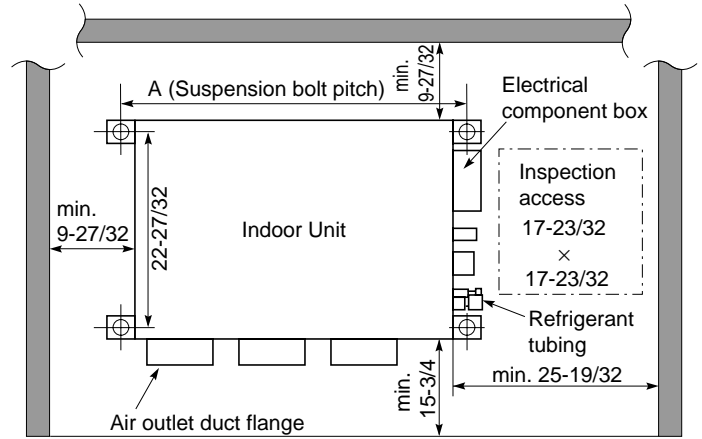 A (Suspension bolt pitch)
min.
9-27/32
Electrical
component box
min.
9-27/32
22-27/32
Indoor Unit
Inspection
access
17-23/32
×
17-23/32
Refrigerant
tubing
min.
15-3/4
min. 25-19/32
Air outlet duct flange